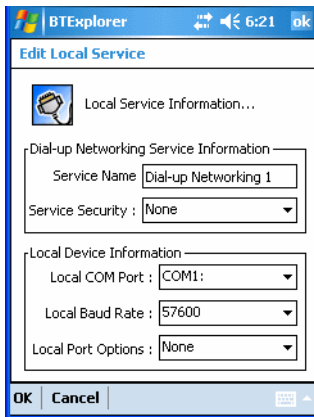 BTExplorer 6:21 ok
Edit Local Service
Local Service Information...
Dial-up Networking Service Information
Service Name Dial-up Networking 1
Service Security : None
Local Device Information
Local COM Port : COM1:
Local Baud Rate : 57600
Local Port Options : None
OK Cancel